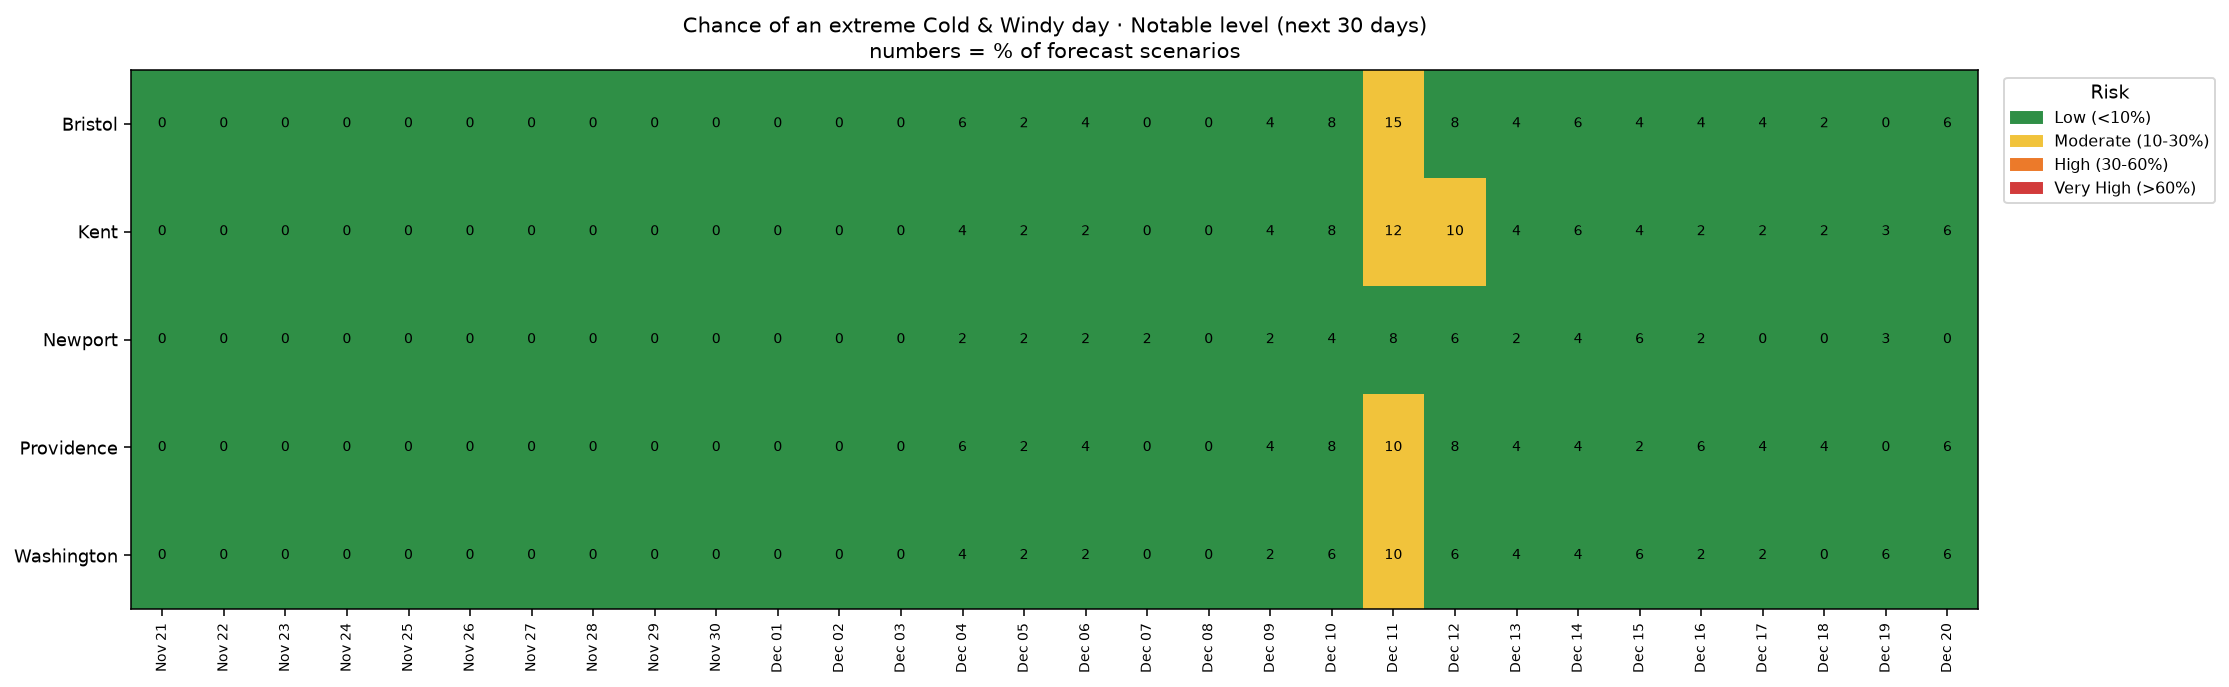 Chance of an extreme Cold & Windy day · Notable level (next 30 days)
numbers = % of forecast scenarios
Bristol 0 0 0 0 0 0 0 0 0 0 0 0 0 6 2 4 0 0 4 8 15 8 4 6 4 4 4 2 0 6
Kent 0 0 0 0 0 0 0 0 0 0 0 0 0 4 2 2 0 0 4 8 12 10 4 6 4 2 2 2 3 6
Newport 0 0 0 0 0 0 0 0 0 0 0 0 0 2 2 2 2 0 2 4 8 6 2 4 6 2 0 0 3 0
Providence 0 0 0 0 0 0 0 0 0 0 0 0 0 6 2 4 0 0 4 8 10 8 4 4 2 6 4 4 0 6
Washington 0 0 0 0 0 0 0 0 0 0 0 0 0 4 2 2 0 0 2 6 10 6 4 4 6 2 2 0 6 6
Nov 21 Nov 22 Nov 23 Nov 24 Nov 25 Nov 26 Nov 27 Nov 28 Nov 29 Nov 30 Dec 01 Dec 02 Dec 03 Dec 04 Dec 05 Dec 06 Dec 07 Dec 08 Dec 09 Dec 10 Dec 11 Dec 12 Dec 13 Dec 14 Dec 15 Dec 16 Dec 17 Dec 18 Dec 19 Dec 20
Risk
Low (<10%)
Moderate (10-30%)
High (30-60%)
Very High (>60%)